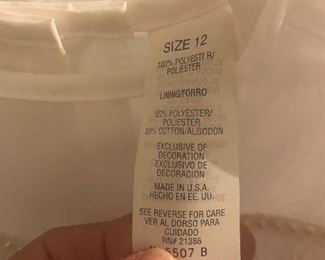 SIZE 12
100% POLYESTER/
POLIESTER
LINING/FORRO
65% POLYESTER/
POLIESTER
35% COTTON/ALGODON
EXCLUSIVE OF
DECORATION
EXCLUSIVO DE
DECORACION
MADE IN U.S.A.
HECHO EN EE. UU.
SEE REVERSE FOR CARE
VER AL DORSO PARA
CUIDADO
RN# 21386
5507 B